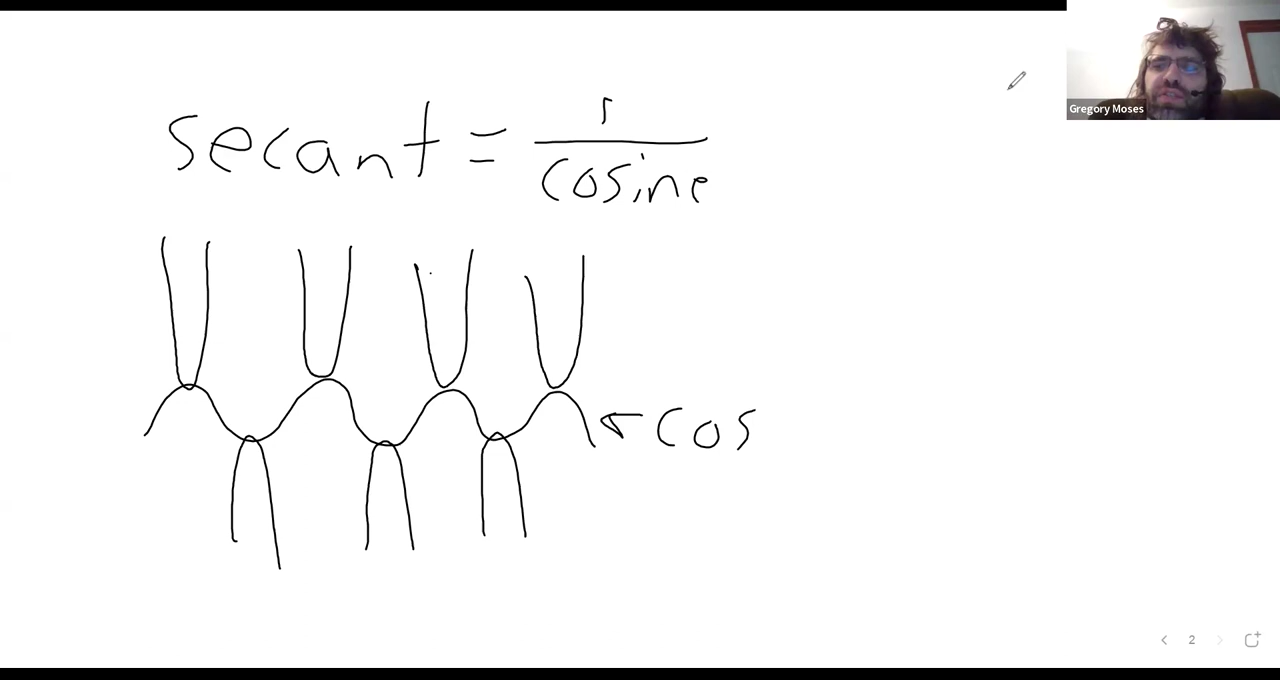 Gregory Moses
secant = 1/cosine
←cos
2